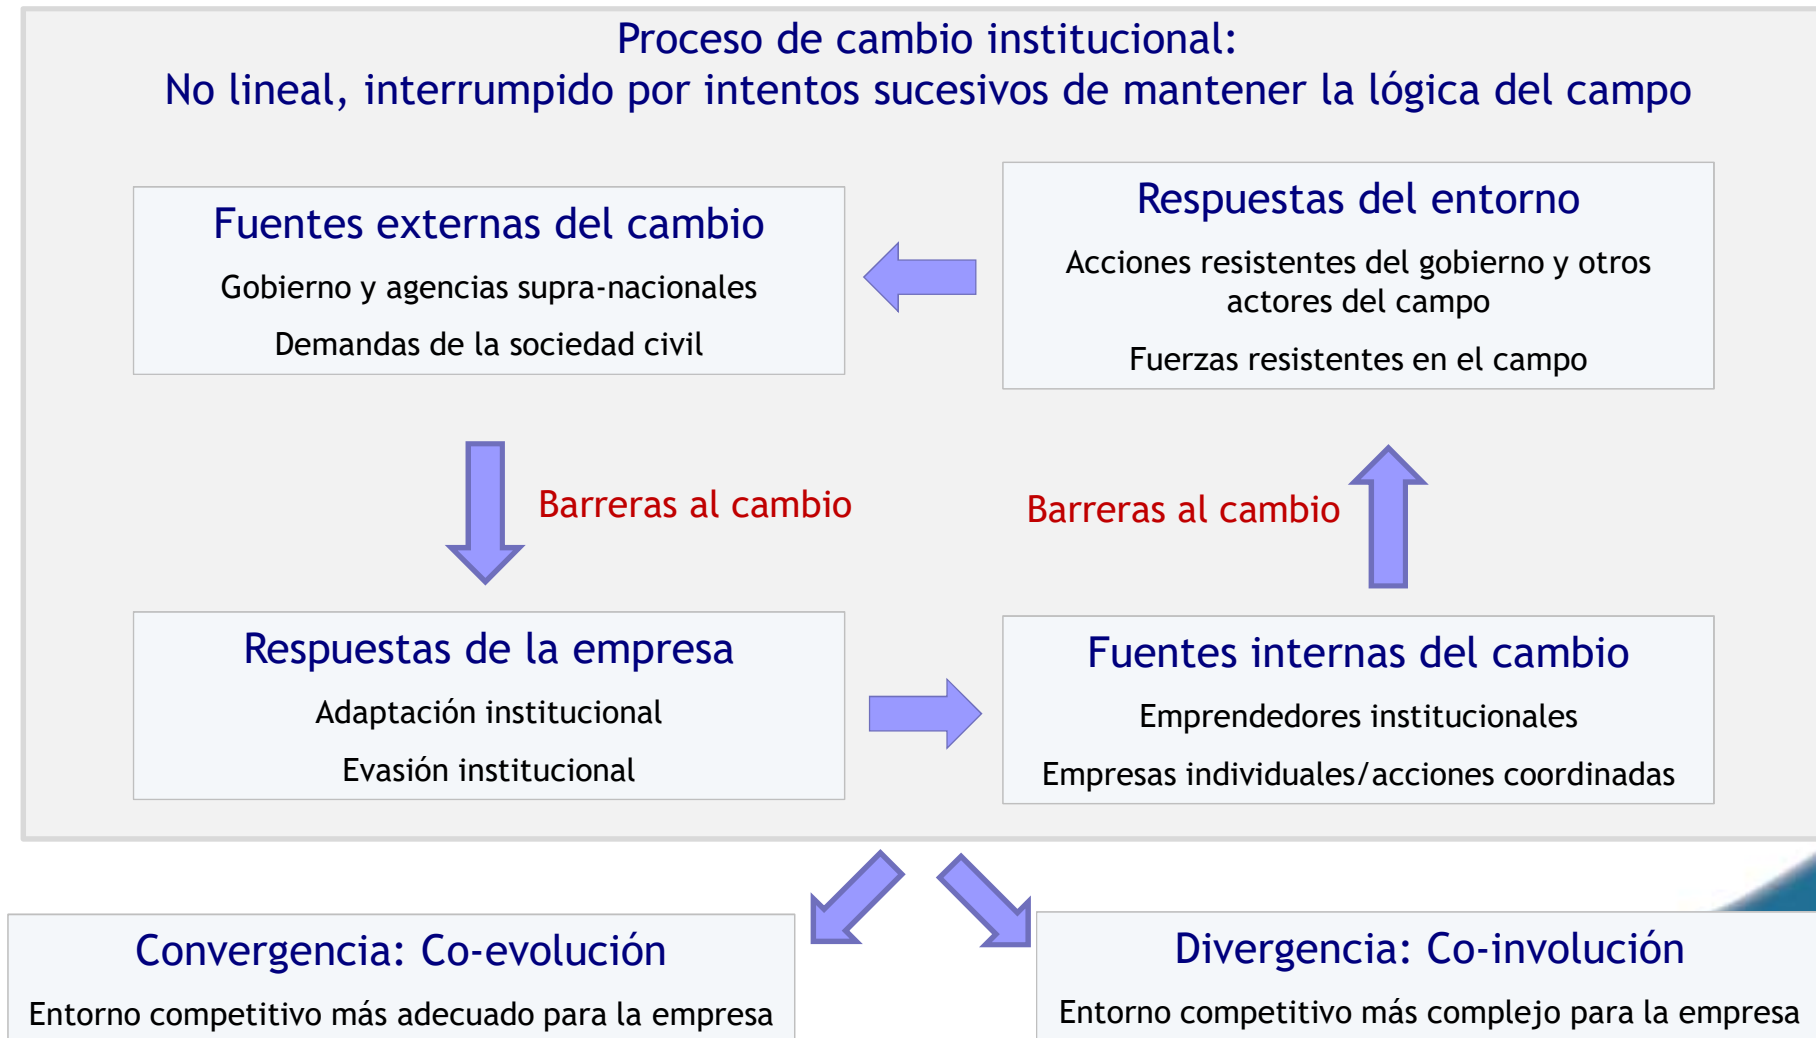 Proceso de cambio institucional:
No lineal, interrumpido por intentos sucesivos de mantener la lógica del campo
Fuentes externas del cambio
Gobierno y agencias supra-nacionales
Demandas de la sociedad civil
Respuestas del entorno
Acciones resistentes del gobierno y otros
actores del campo
Fuerzas resistentes en el campo
Barreras al cambio
Barreras al cambio
Respuestas de la empresa
Adaptación institucional
Evasión institucional
Fuentes internas del cambio
Emprendedores institucionales
Empresas individuales/acciones coordinadas
Convergencia: Co-evolución
Entorno competitivo más adecuado para la empresa
Divergencia: Co-involución
Entorno competitivo más complejo para la empresa